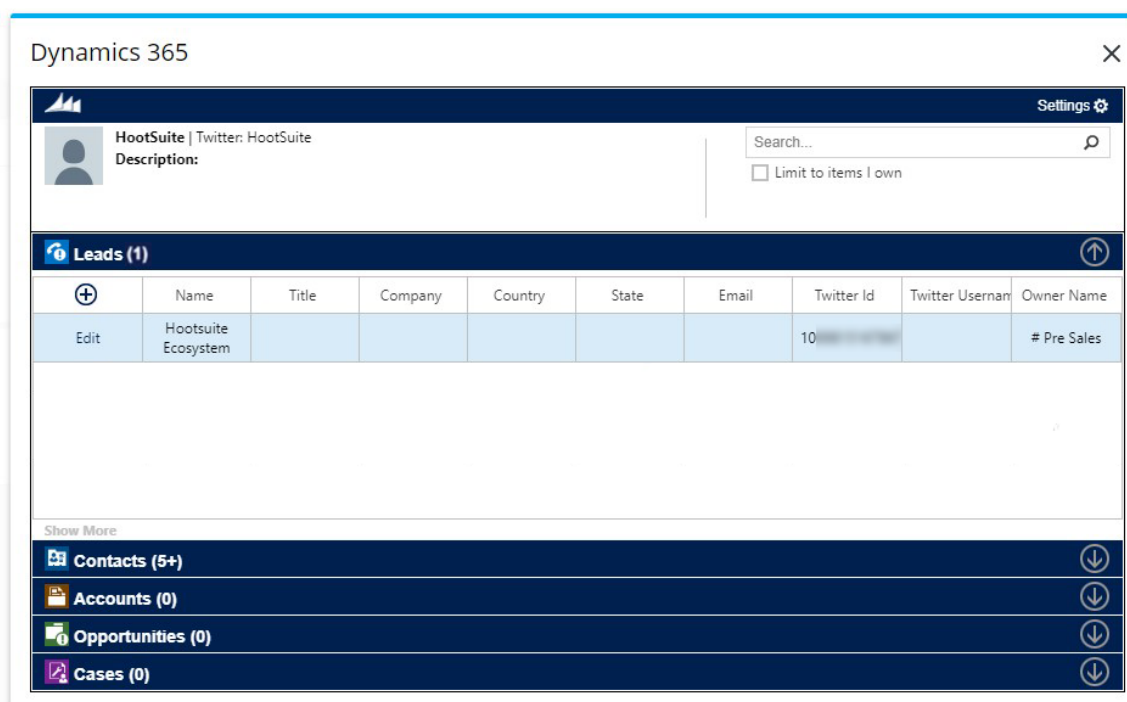 Dynamics 365
Settings
HootSuite | Twitter: HootSuite
Description:
Search...
Limit to items I own
Leads (1)
Name Title Company Country State Email Twitter Id Twitter Usernam Owner Name
Edit Hootsuite Ecosystem 10 # Pre Sales
Show More
Contacts (5+)
Accounts (0)
Opportunities (0)
Cases (0)